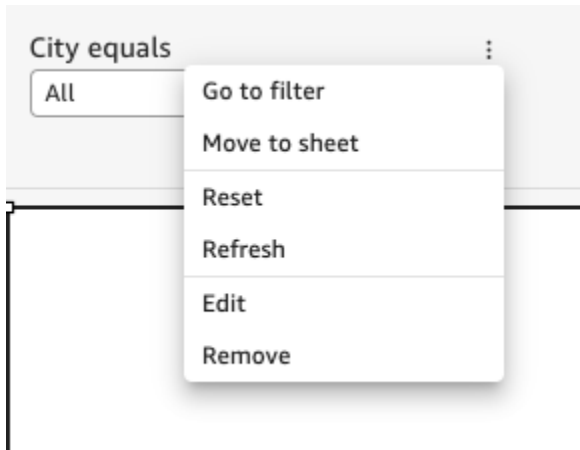 City equals
All
Go to filter
Move to sheet
Reset
Refresh
Edit
Remove